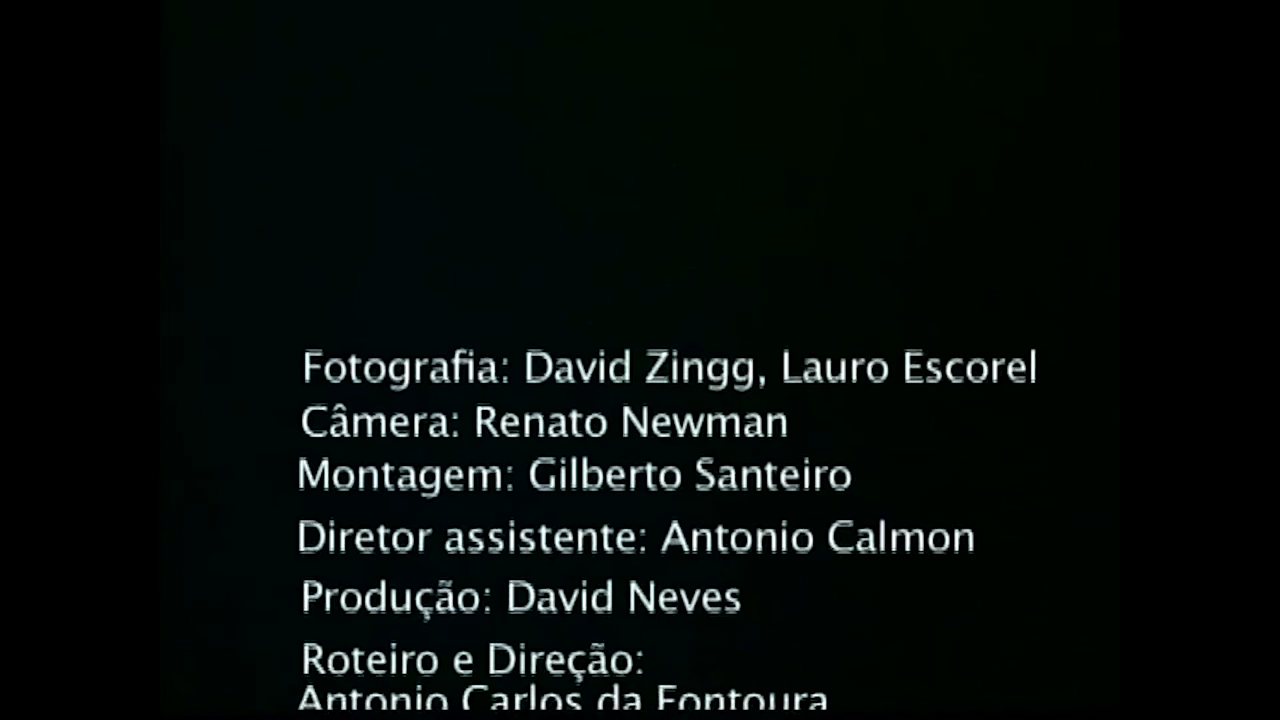 Fotografia: David Zingg, Lauro Escorel
Câmera: Renato Newman
Montagem: Gilberto Santeiro
Diretor assistente: Antonio Calmon
Produção: David Neves
Roteiro e Direção:
Antonio Carlos da Fontoura